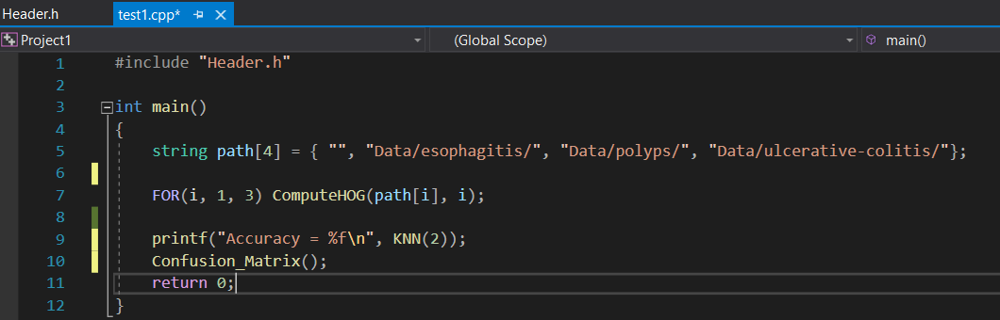 Header.h test1.cpp*
Project1 (Global Scope) main()
1 #include "Header.h"
2
3 int main()
4 {
5 string path[4] = { "", "Data/esophagitis/", "Data/polyps/", "Data/ulcerative-colitis/"};
6
7 FOR(i, 1, 3) ComputeHOG(path[i], i);
8
9 printf("Accuracy = %f\n", KNN(2));
10 Confusion_Matrix();
11 return 0;
12 }